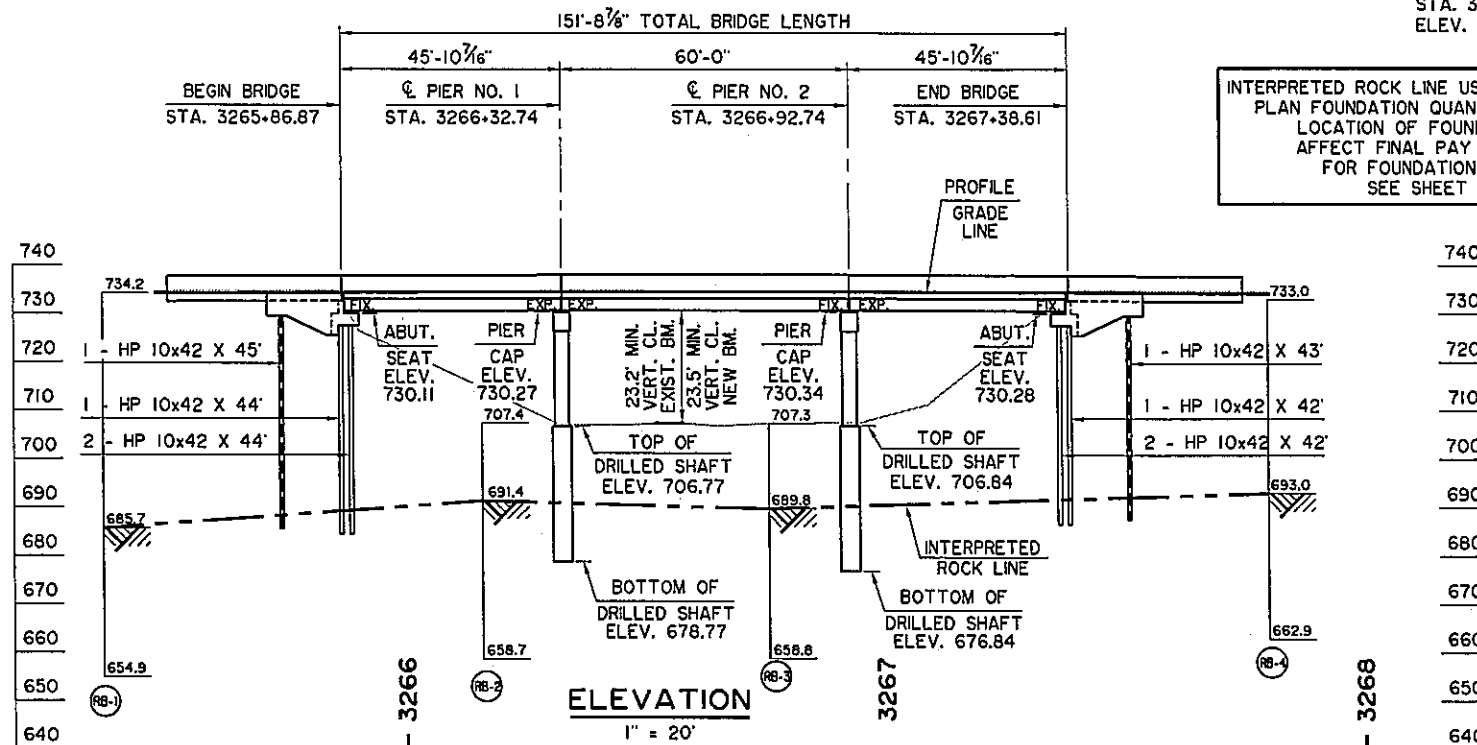 151'-8⅞" TOTAL BRIDGE LENGTH
45'-10 7/16"
60'-0"
45'-10 7/16"
BEGIN BRIDGE
STA. 3265+86.87
℄ PIER NO. 1
STA. 3266+32.74
℄ PIER NO. 2
STA. 3266+92.74
END BRIDGE
STA. 3267+38.61
STA. 3
ELEV.
INTERPRETED ROCK LINE US
PLAN FOUNDATION QUAN
LOCATION OF FOUN
AFFECT FINAL PAY
FOR FOUNDATION
SEE SHEET
PROFILE
GRADE
LINE
740
730
720
710
700
690
680
670
660
650
640
734.2
733.0
FIX.
EXP.
EXP.
FIX.
EXP.
FIX.
1 - HP 10x42 X 45'
1 - HP 10x42 X 44'
2 - HP 10x42 X 44'
ABUT.
SEAT
ELEV.
730.11
PIER
CAP
ELEV.
730.27
23.2' MIN.
VERT. CL.
EXIST. BM.
23.5' MIN.
VERT. CL.
NEW BM.
PIER
CAP
ELEV.
730.34
ABUT.
SEAT
ELEV.
730.28
1 - HP 10x42 X 43'
1 - HP 10x42 X 42'
2 - HP 10x42 X 42'
707.4
707.3
TOP OF
DRILLED SHAFT
ELEV. 706.77
TOP OF
DRILLED SHAFT
ELEV. 706.84
685.7
691.4
689.8
693.0
INTERPRETED
ROCK LINE
BOTTOM OF
DRILLED SHAFT
ELEV. 678.77
BOTTOM OF
DRILLED SHAFT
ELEV. 676.84
654.9
658.7
658.8
662.9
RB-1
RB-2
RB-3
RB-4
3266
3267
3268
ELEVATION
1" = 20'
740
730
720
710
700
690
680
670
660
650
640